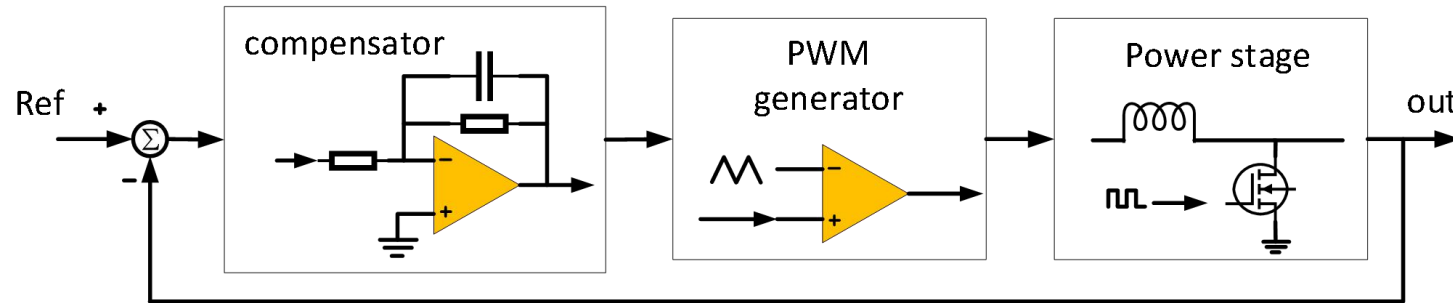 compensator
PWM
generator
Power stage
Ref
+
Σ
-
out
-
+
-
+